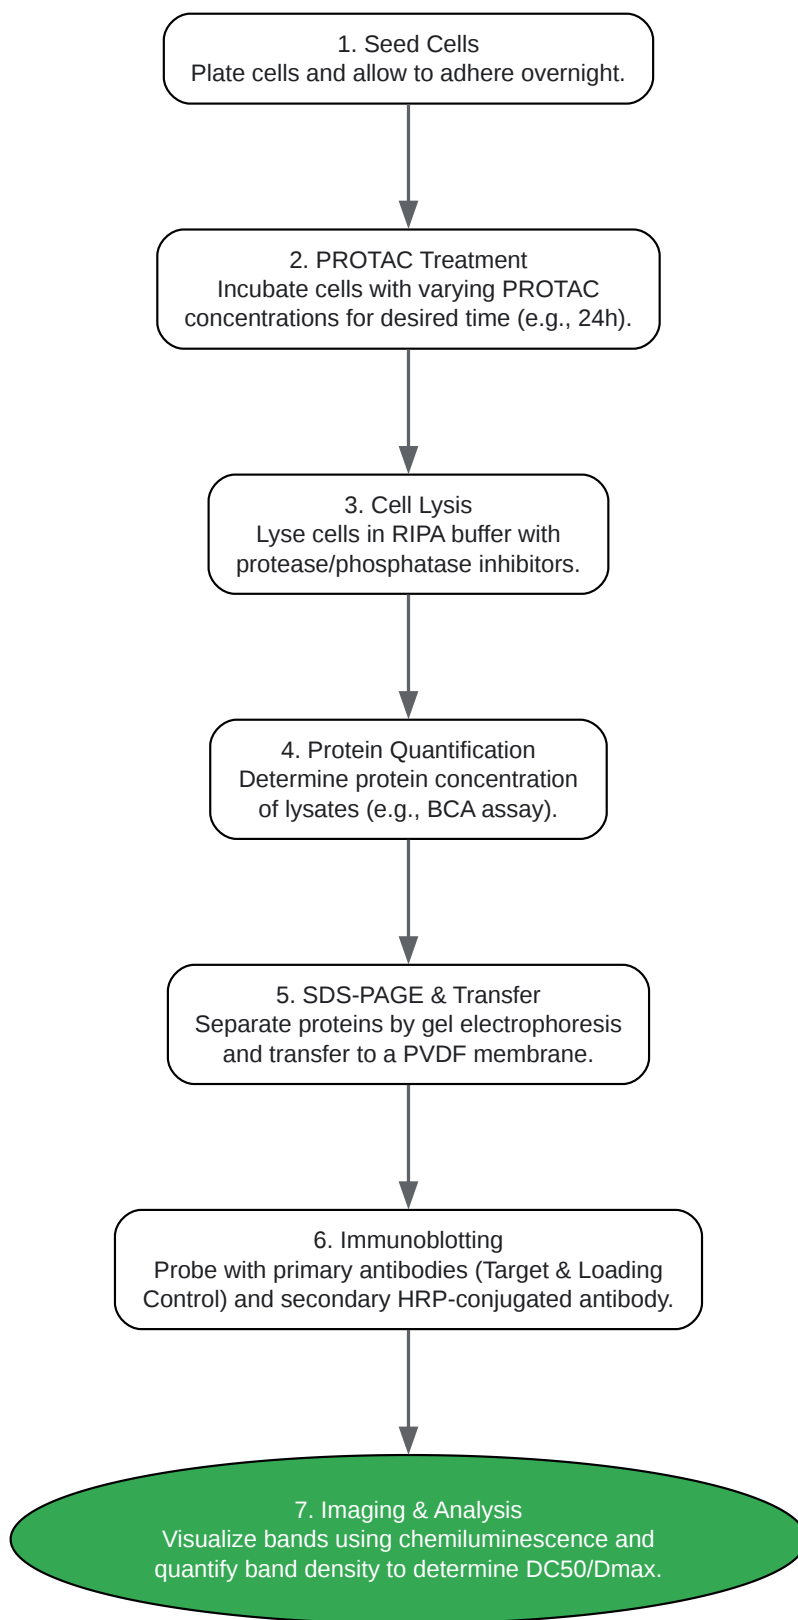 1. Seed Cells
Plate cells and allow to adhere overnight.
2. PROTAC Treatment
Incubate cells with varying PROTAC
concentrations for desired time (e.g., 24h).
3. Cell Lysis
Lyse cells in RIPA buffer with
protease/phosphatase inhibitors.
4. Protein Quantification
Determine protein concentration
of lysates (e.g., BCA assay).
5. SDS-PAGE & Transfer
Separate proteins by gel electrophoresis
and transfer to a PVDF membrane.
6. Immunoblotting
Probe with primary antibodies (Target & Loading
Control) and secondary HRP-conjugated antibody.
7. Imaging & Analysis
Visualize bands using chemiluminescence and
quantify band density to determine DC50/Dmax.